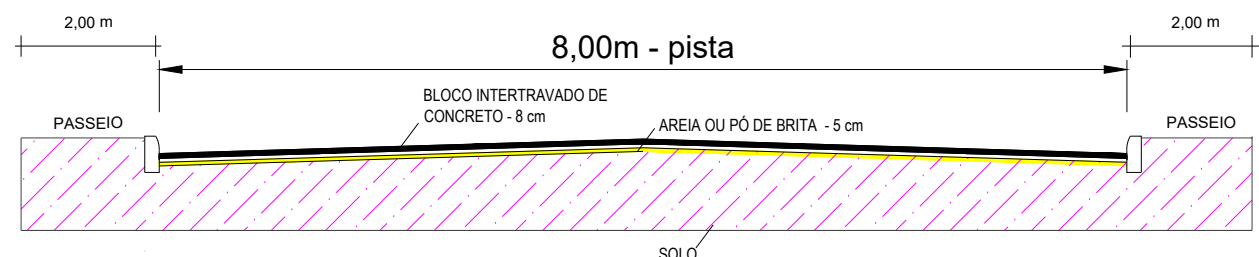 2,00 m
2,00 m
8,00m - pista
BLOCO INTERTRAVADO DE
CONCRETO - 8 cm
AREIA OU PÓ DE BRITA - 5 cm
PASSEIO
PASSEIO
SOLO